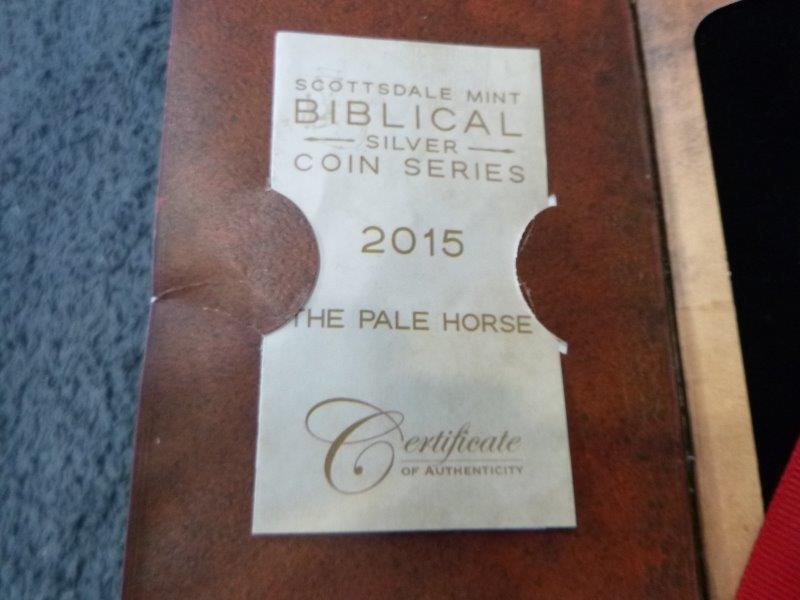 SCOTTSDALE MINT
BIBLICAL
SILVER
COIN SERIES
2015
THE PALE HORSE
Certificate
OF AUTHENTICITY